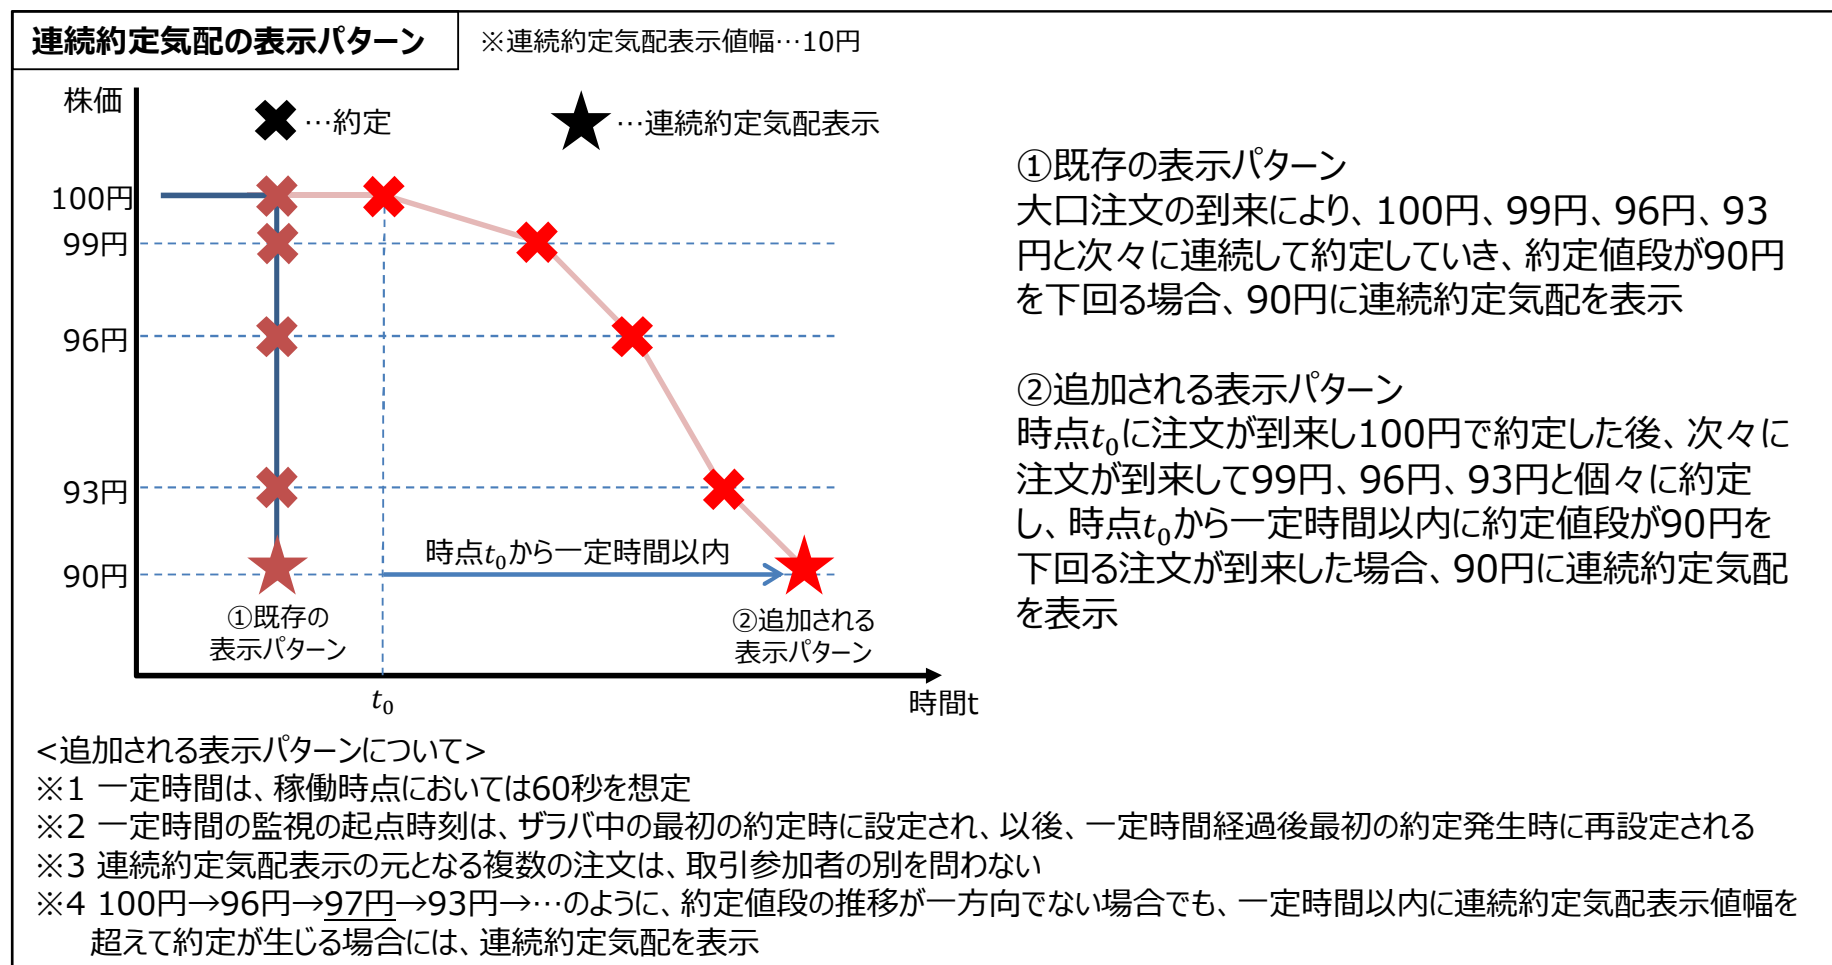 連続約定気配の表示パターン
※連続約定気配表示値幅…10円
株価
…約定
…連続約定気配表示
100円
99円
96円
93円
90円
時点t₀から一定時間以内
①既存の
表示パターン
②追加される
表示パターン
t₀
時間t
①既存の表示パターン
大口注文の到来により、100円、99円、96円、93
円と次々に連続して約定していき、約定値段が90円
を下回る場合、90円に連続約定気配を表示
②追加される表示パターン
時点t₀に注文が到来し100円で約定した後、次々に
注文が到来して99円、96円、93円と個々に約定
し、時点t₀から一定時間以内に約定値段が90円を
下回る注文が到来した場合、90円に連続約定気配
を表示
<追加される表示パターンについて>
※1 一定時間は、稼働時点においては60秒を想定
※2 一定時間の監視の起点時刻は、ザラバ中の最初の約定時に設定され、以後、一定時間経過後最初の約定発生時に再設定される
※3 連続約定気配表示の元となる複数の注文は、取引参加者の別を問わない
※4 100円→96円→97円→93円→…のように、約定値段の推移が一方向でない場合でも、一定時間以内に連続約定気配表示値幅を
超えて約定が生じる場合には、連続約定気配を表示